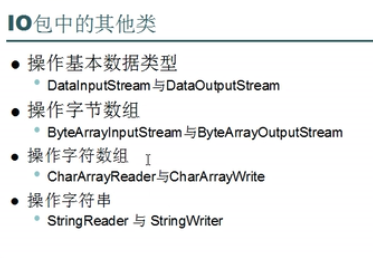 IO包中的其他类
● 操作基本数据类型
• DataInputStream与DataOutputStream
● 操作字节数组
• ByteArrayInputStream与ByteArrayOutputStream
● 操作字符数组
• CharArrayReader与CharArrayWrite
● 操作字符串
• StringReader 与 StringWriter